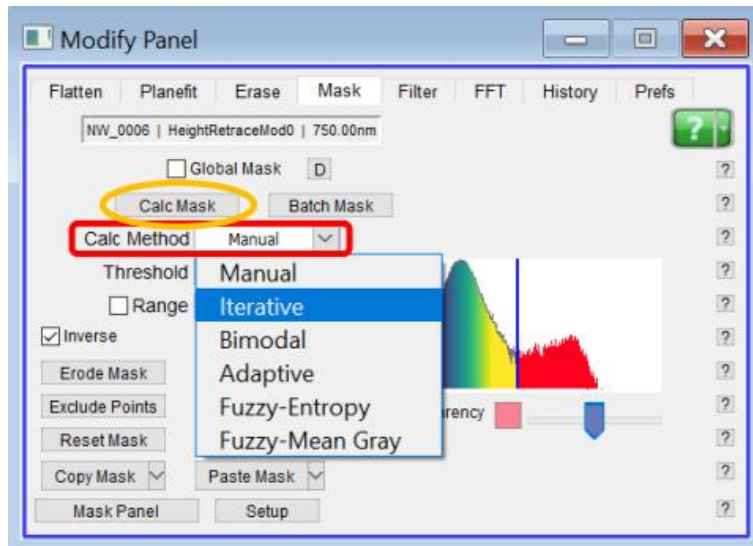 Modify Panel
Flatten Planefit Erase Mask Filter FFT History Prefs
NW_0006 | HeightRetraceMod0 | 750.00nm
?
Global Mask D ?
Calc Mask Batch Mask ?
Calc Method Manual ?
Threshold Manual ?
Range Iterative ?
Inverse Bimodal ?
Erode Mask Adaptive ?
Exclude Points Fuzzy-Entropy ?
Reset Mask Fuzzy-Mean Gray ?
Copy Mask Paste Mask ?
Mask Panel Setup ?